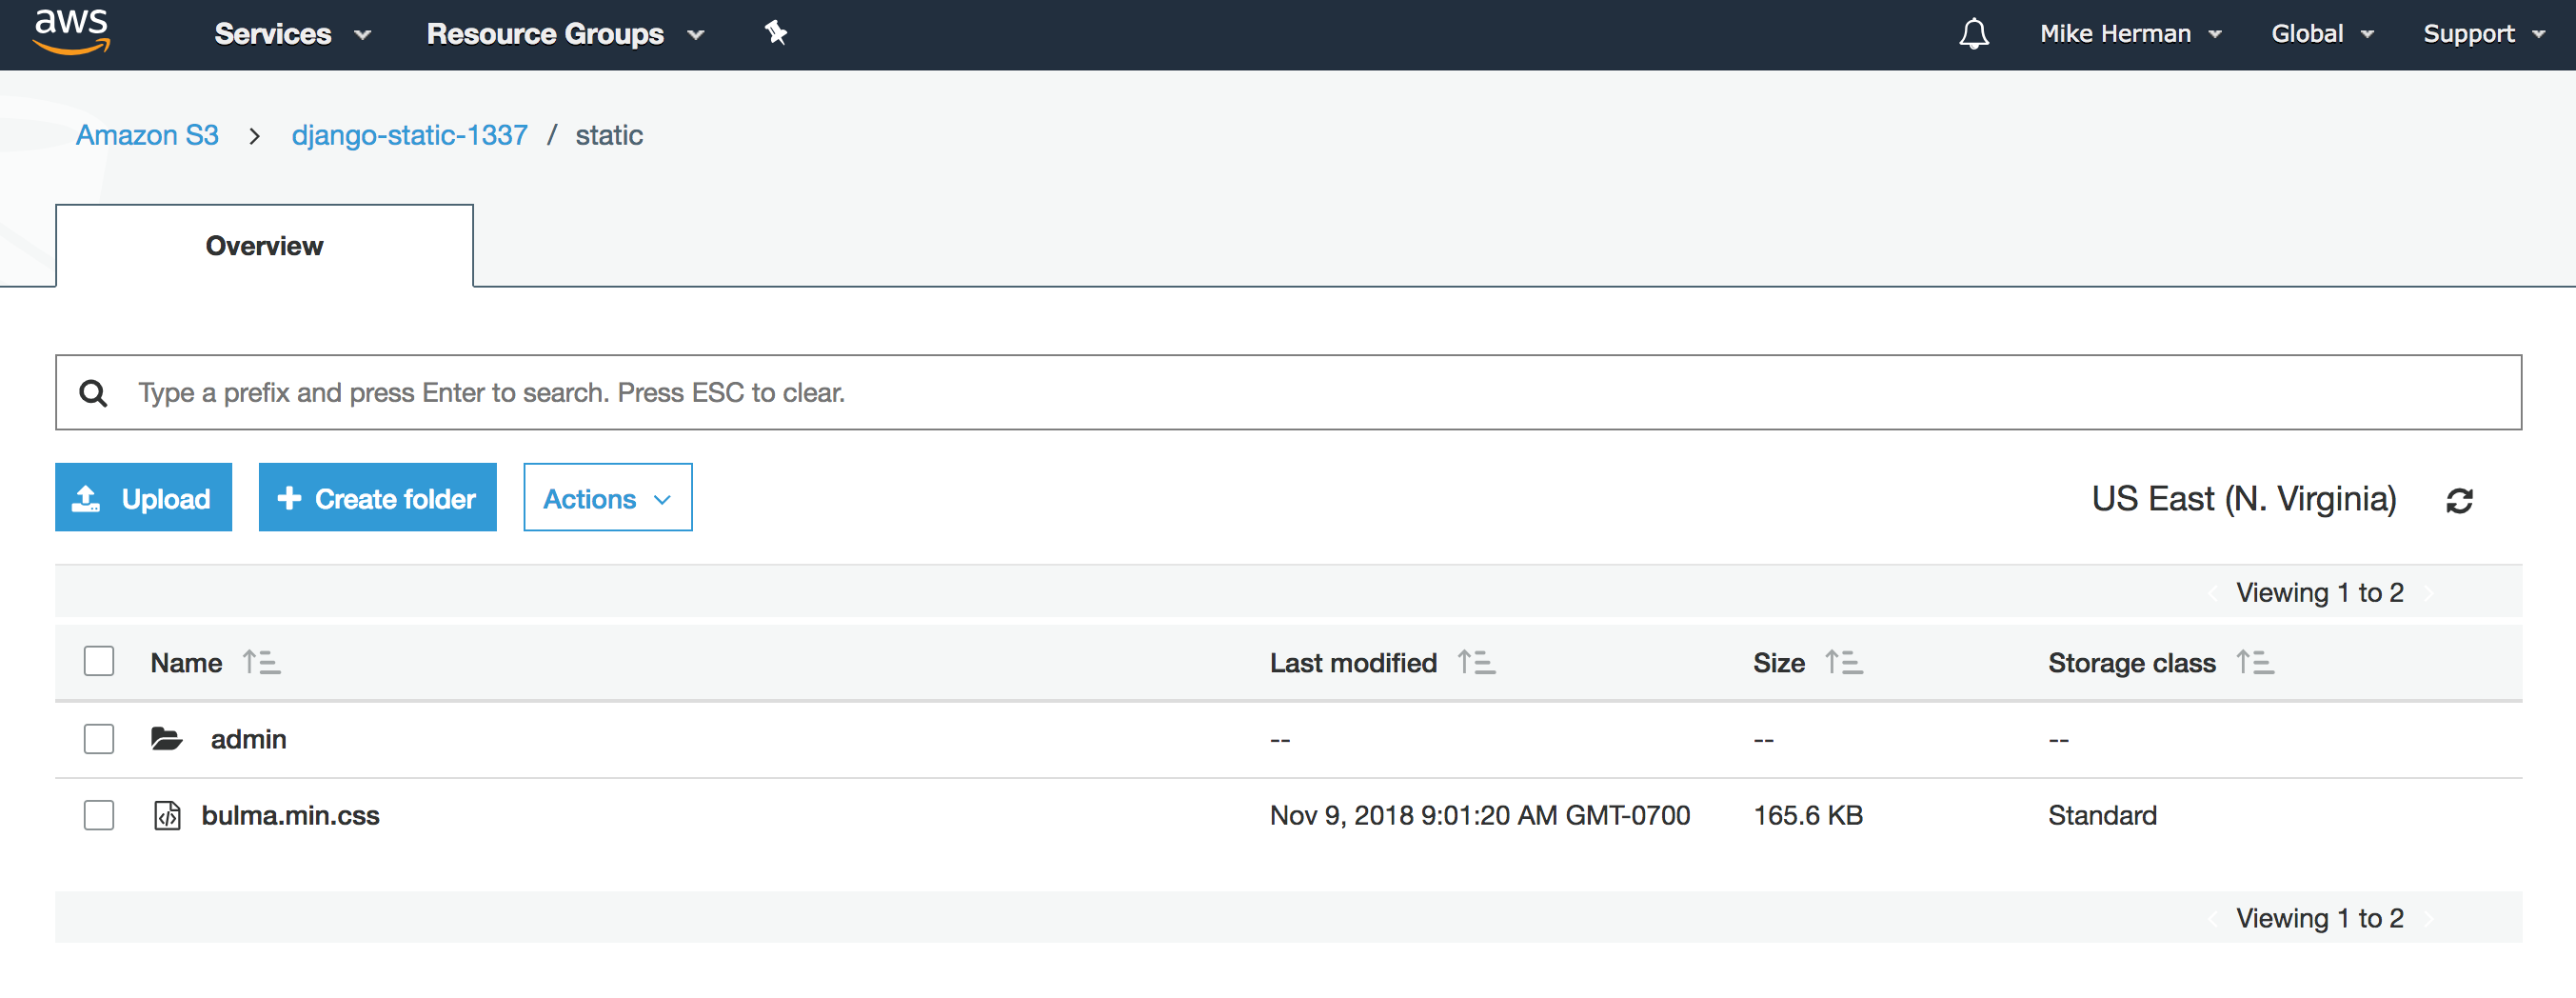 aws Services Resource Groups Mike Herman Global Support
Amazon S3 > django-static-1337 / static
Overview
Type a prefix and press Enter to search. Press ESC to clear.
Upload + Create folder Actions US East (N. Virginia)
Viewing 1 to 2
Name Last modified Size Storage class
admin -- -- --
bulma.min.css Nov 9, 2018 9:01:20 AM GMT-0700 165.6 KB Standard
Viewing 1 to 2